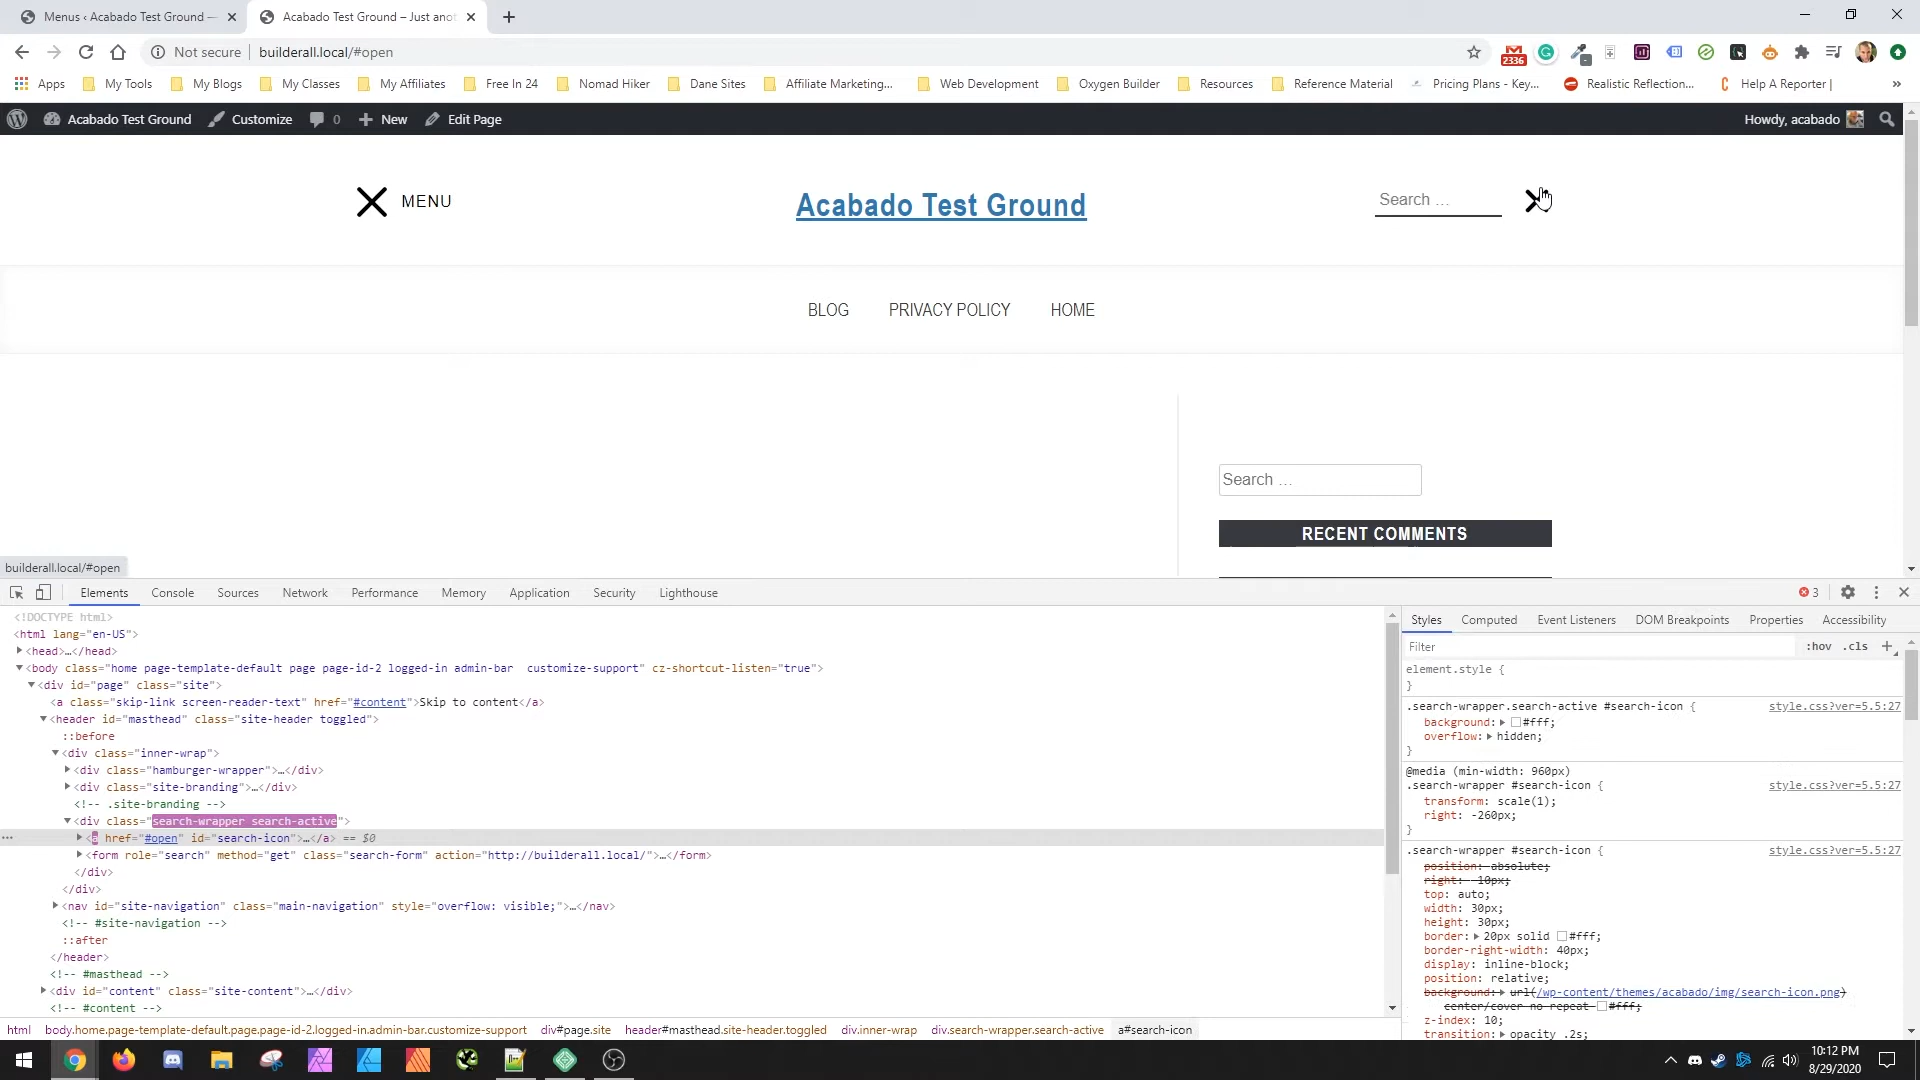 Menus ‹ Acabado Test Ground —
Acabado Test Ground – Just anot
Not secure
builderall.local/#open
2336
Apps
My Tools
My Blogs
My Classes
My Affiliates
Free In 24
Nomad Hiker
Dane Sites
Affiliate Marketing...
Web Development
Oxygen Builder
Resources
Reference Material
Pricing Plans - Key...
Realistic Reflection...
Help A Reporter |
»
Acabado Test Ground
Customize
0
New
Edit Page
Howdy, acabado
MENU
Acabado Test Ground
Search …
BLOG
PRIVACY POLICY
HOME
Search …
RECENT COMMENTS
builderall.local/#open
Elements
Console
Sources
Network
Performance
Memory
Application
Security
Lighthouse
3
<!DOCTYPE html>
<html lang="en-US">
<head>…</head>
<body class="home page-template-default page page-id-2 logged-in admin-bar  customize-support" cz-shortcut-listen="true">
<div id="page" class="site">
<a class="skip-link screen-reader-text" href="#content">Skip to content</a>
<header id="masthead" class="site-header toggled">
::before
<div class="inner-wrap">
<div class="hamburger-wrapper">…</div>
<div class="site-branding">…</div>
<!-- .site-branding -->
<div class="search-wrapper search-active">
<a href="#open" id="search-icon">…</a> == $0
<form role="search" method="get" class="search-form" action="http://builderall.local/">…</form>
</div>
</div>
<nav id="site-navigation" class="main-navigation" style="overflow: visible;">…</nav>
<!-- #site-navigation -->
::after
</header>
<!-- #masthead -->
<div id="content" class="site-content">…</div>
<!-- #content -->
html
body.home.page-template-default.page.page-id-2.logged-in.admin-bar.customize-support
div#page.site
header#masthead.site-header.toggled
div.inner-wrap
div.search-wrapper.search-active
a#search-icon
Styles
Computed
Event Listeners
DOM Breakpoints
Properties
Accessibility
Filter
:hov
.cls
element.style {
}
.search-wrapper.search-active #search-icon {
style.css?ver=5.5:27
background: #fff;
overflow: hidden;
}
@media (min-width: 960px)
.search-wrapper #search-icon {
style.css?ver=5.5:27
transform: scale(1);
right: -260px;
}
.search-wrapper #search-icon {
style.css?ver=5.5:27
position: absolute;
right: -10px;
top: auto;
width: 30px;
height: 30px;
border: 20px solid #fff;
border-right-width: 40px;
display: inline-block;
position: relative;
background: url(/wp-content/themes/acabado/img/search-icon.png)
center/cover no-repeat #fff;
z-index: 10;
transition: opacity .2s;
10:12 PM
8/29/2020